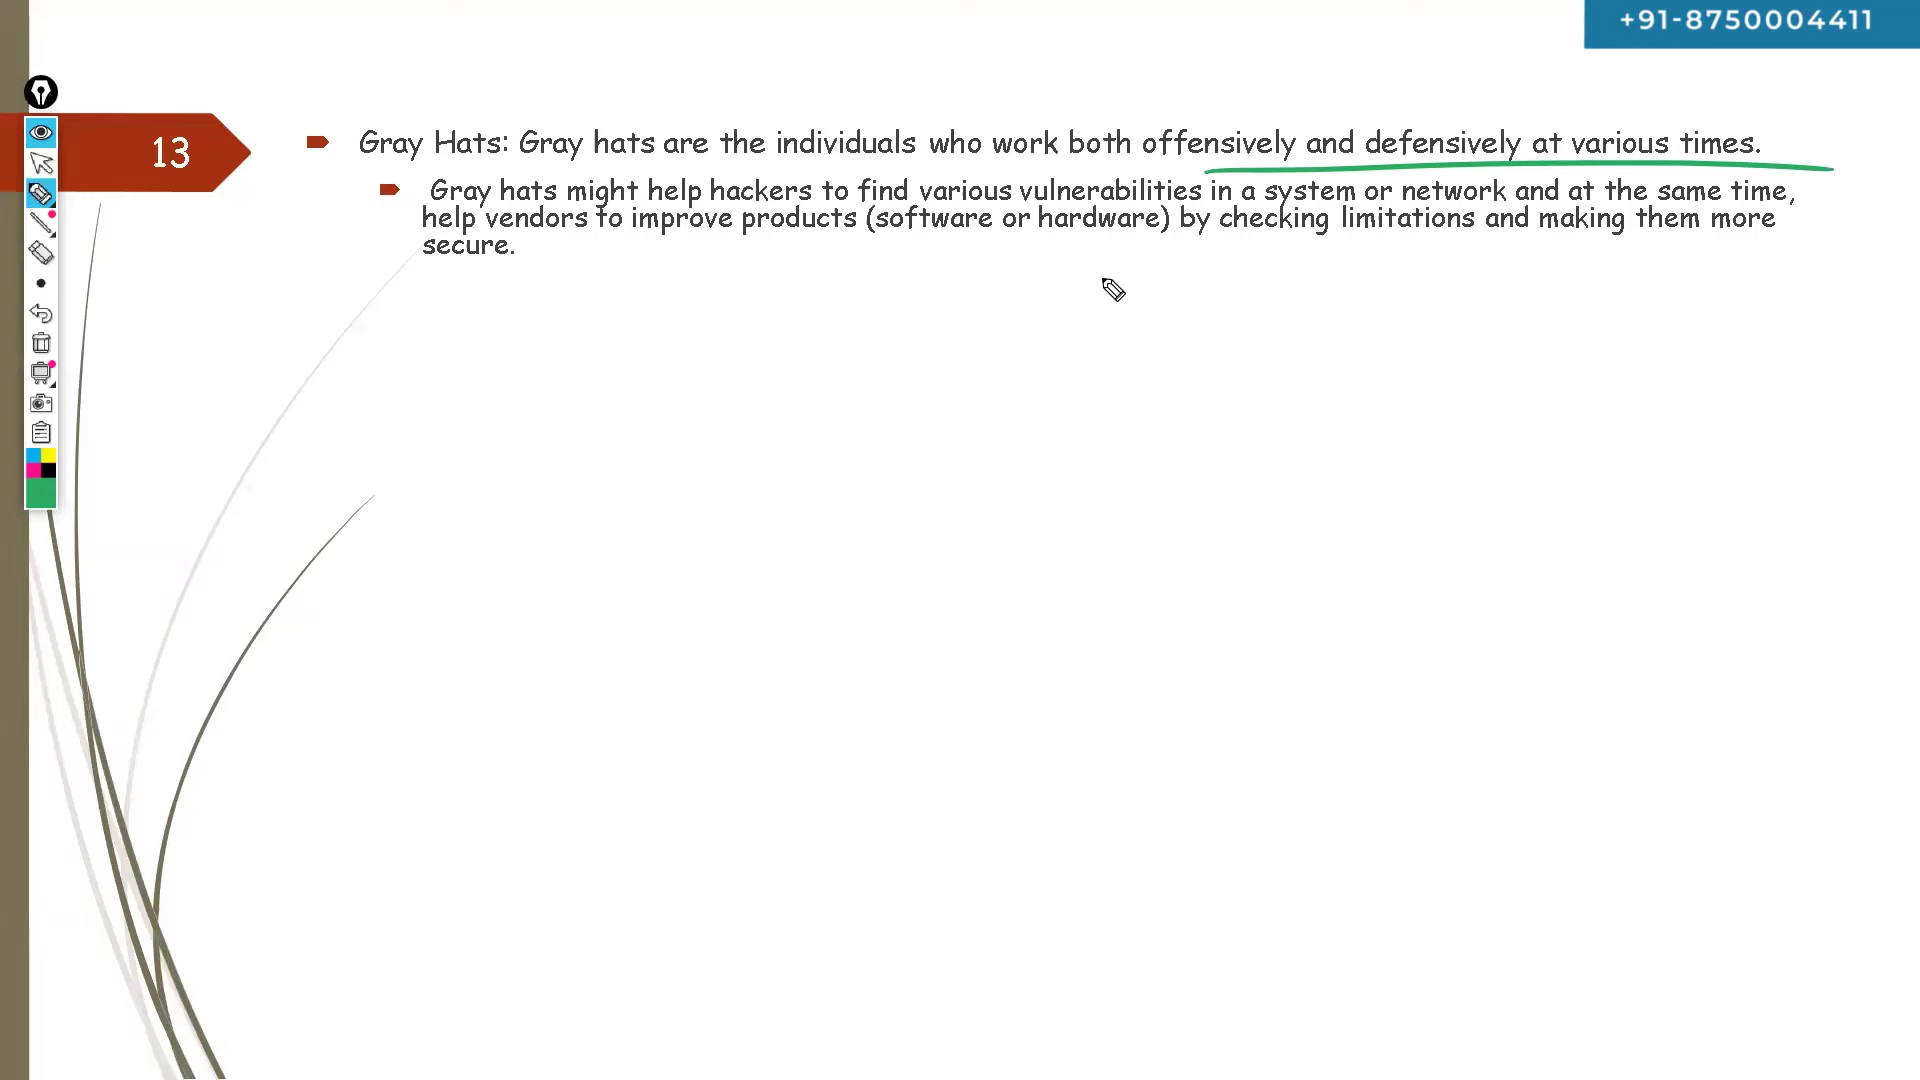 +91-8750004411
13
Gray Hats: Gray hats are the individuals who work both offensively and defensively at various times.
Gray hats might help hackers to find various vulnerabilities in a system or network and at the same time,
help vendors to improve products (software or hardware) by checking limitations and making them more
secure.